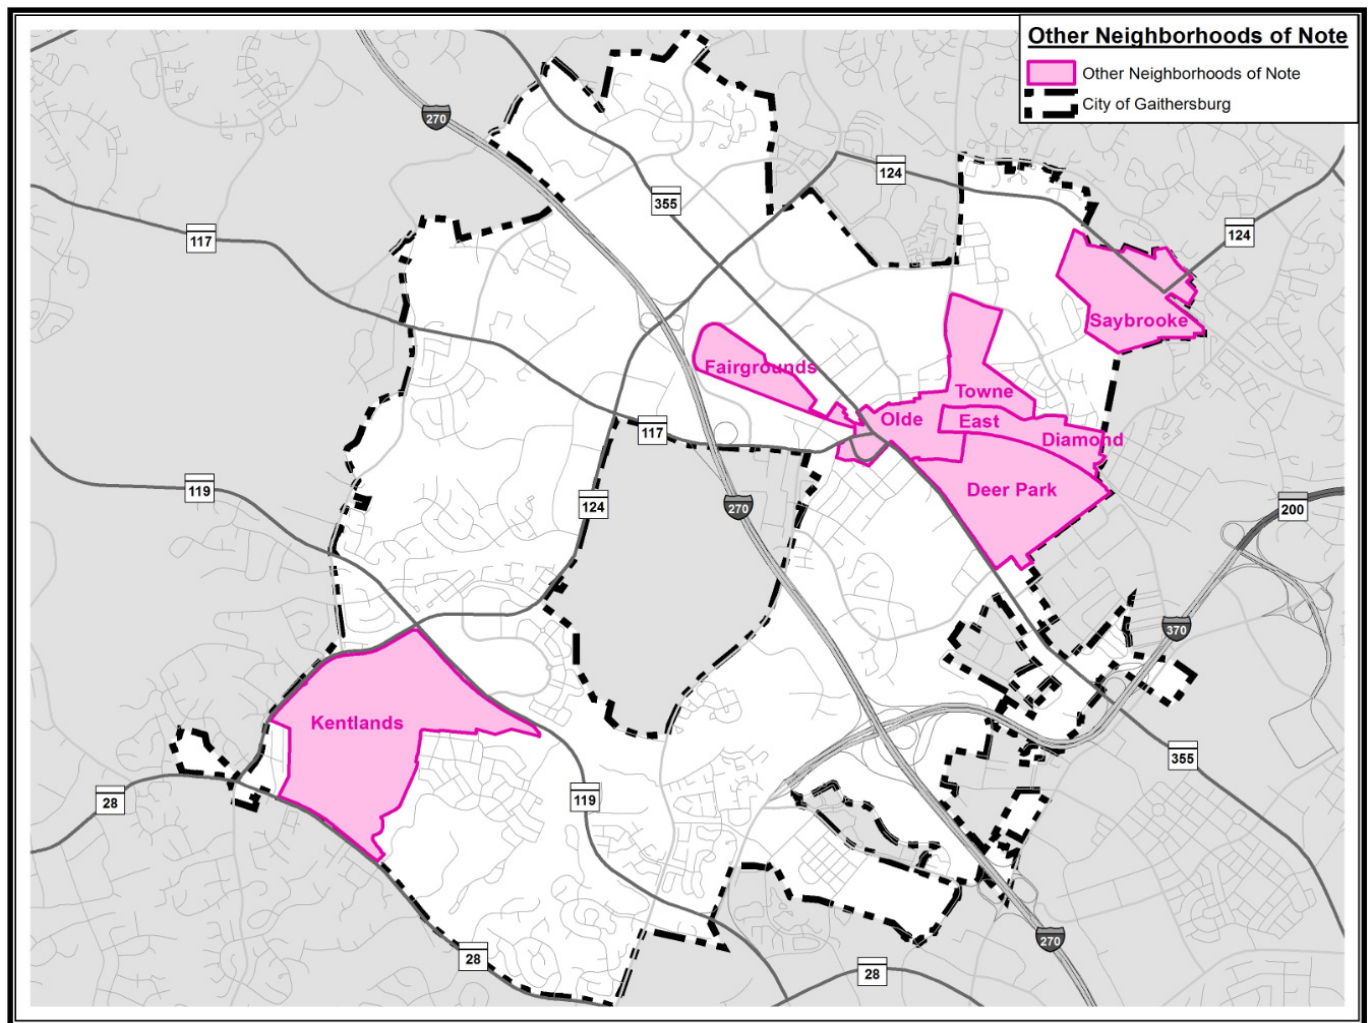 Other Neighborhoods of Note
Other Neighborhoods of Note
City of Gaithersburg
270
124
355
124
117
Saybrooke
Fairgrounds
Towne
Olde
East
117
Diamond
Deer Park
119
124
270
200
370
Kentlands
355
119
28
270
28
28